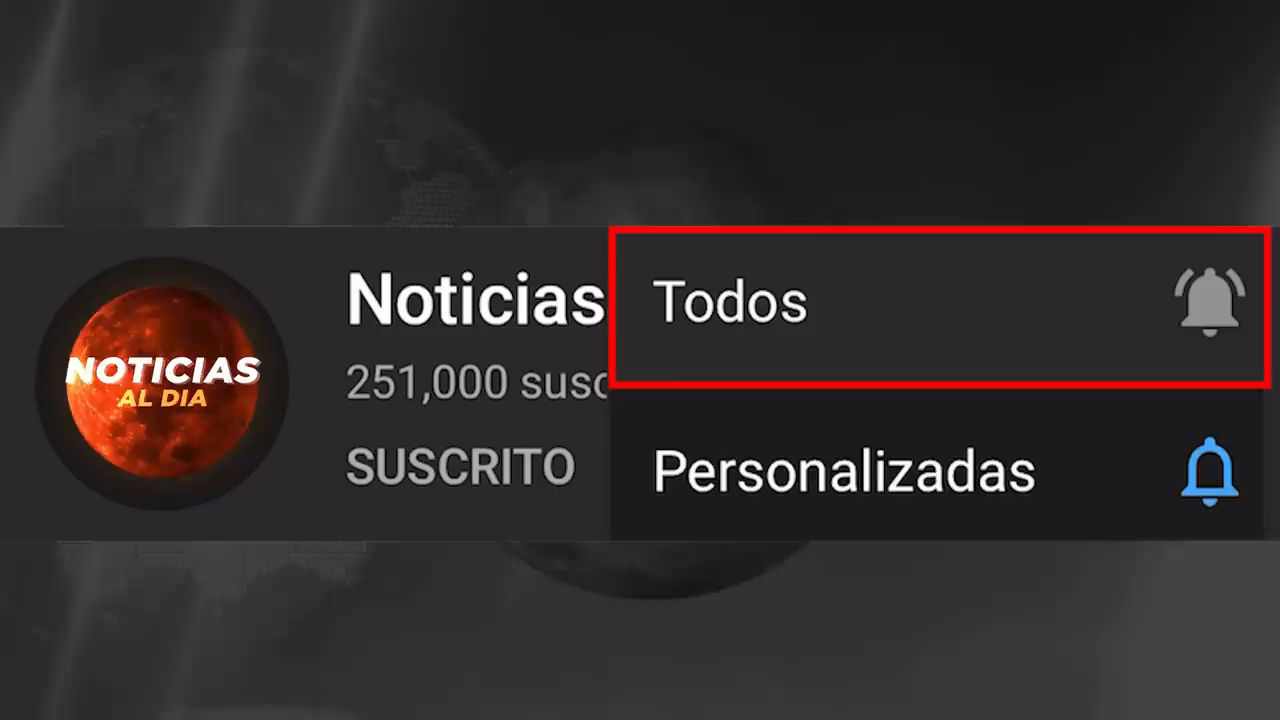 NOTICIAS
AL DIA
Noticias
251,000 susc
SUSCRITO
Todos
Personalizadas